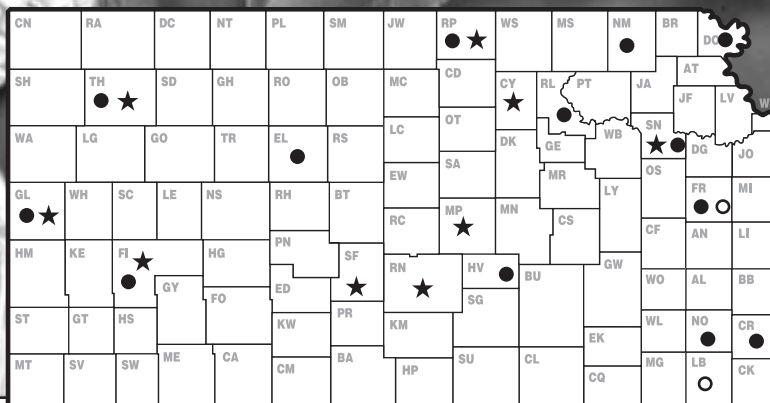 CN RA DC NT PL SM JW RP WS MS NM BR DO
SH TH SD GH RO OB MC CD CY RL PT JA AT
JF LV W
WA LG GO TR EL RS LC OT DK GE WB SN DG JO
EW SA MR OS
GL WH SC LE NS RH BT RC MP MN CS LY FR MI
HM KE FI HG PN SF RN HV BU GW CF AN LI
GY FO ED SG WO AL BB
ST GT HS KW PR KM EK WL NO CR
MT SV SW ME CA CM BA HP SU CL CQ MG LB CK